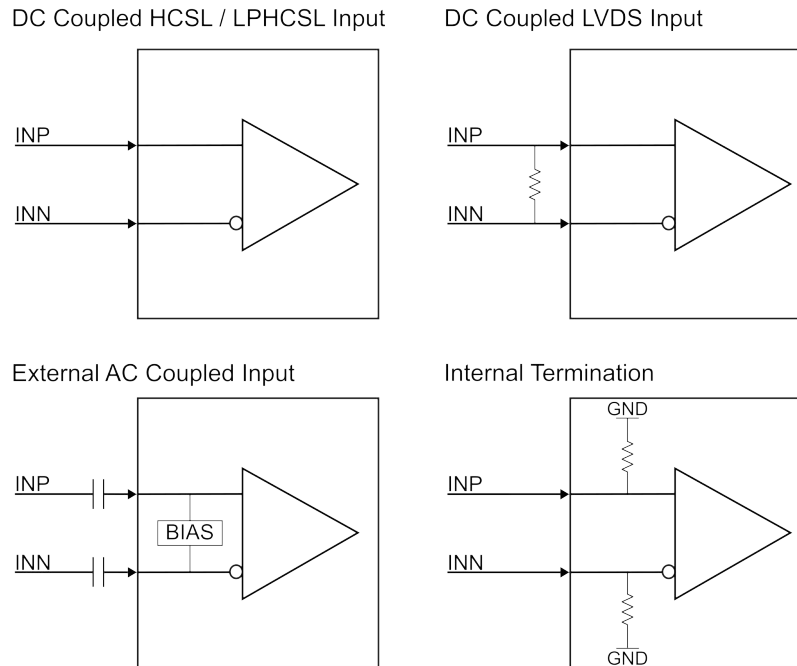 DC Coupled HCSL / LPHCSL Input
INP
INN
DC Coupled LVDS Input
INP
INN
External AC Coupled Input
INP
BIAS
INN
Internal Termination
GND
INP
INN
GND